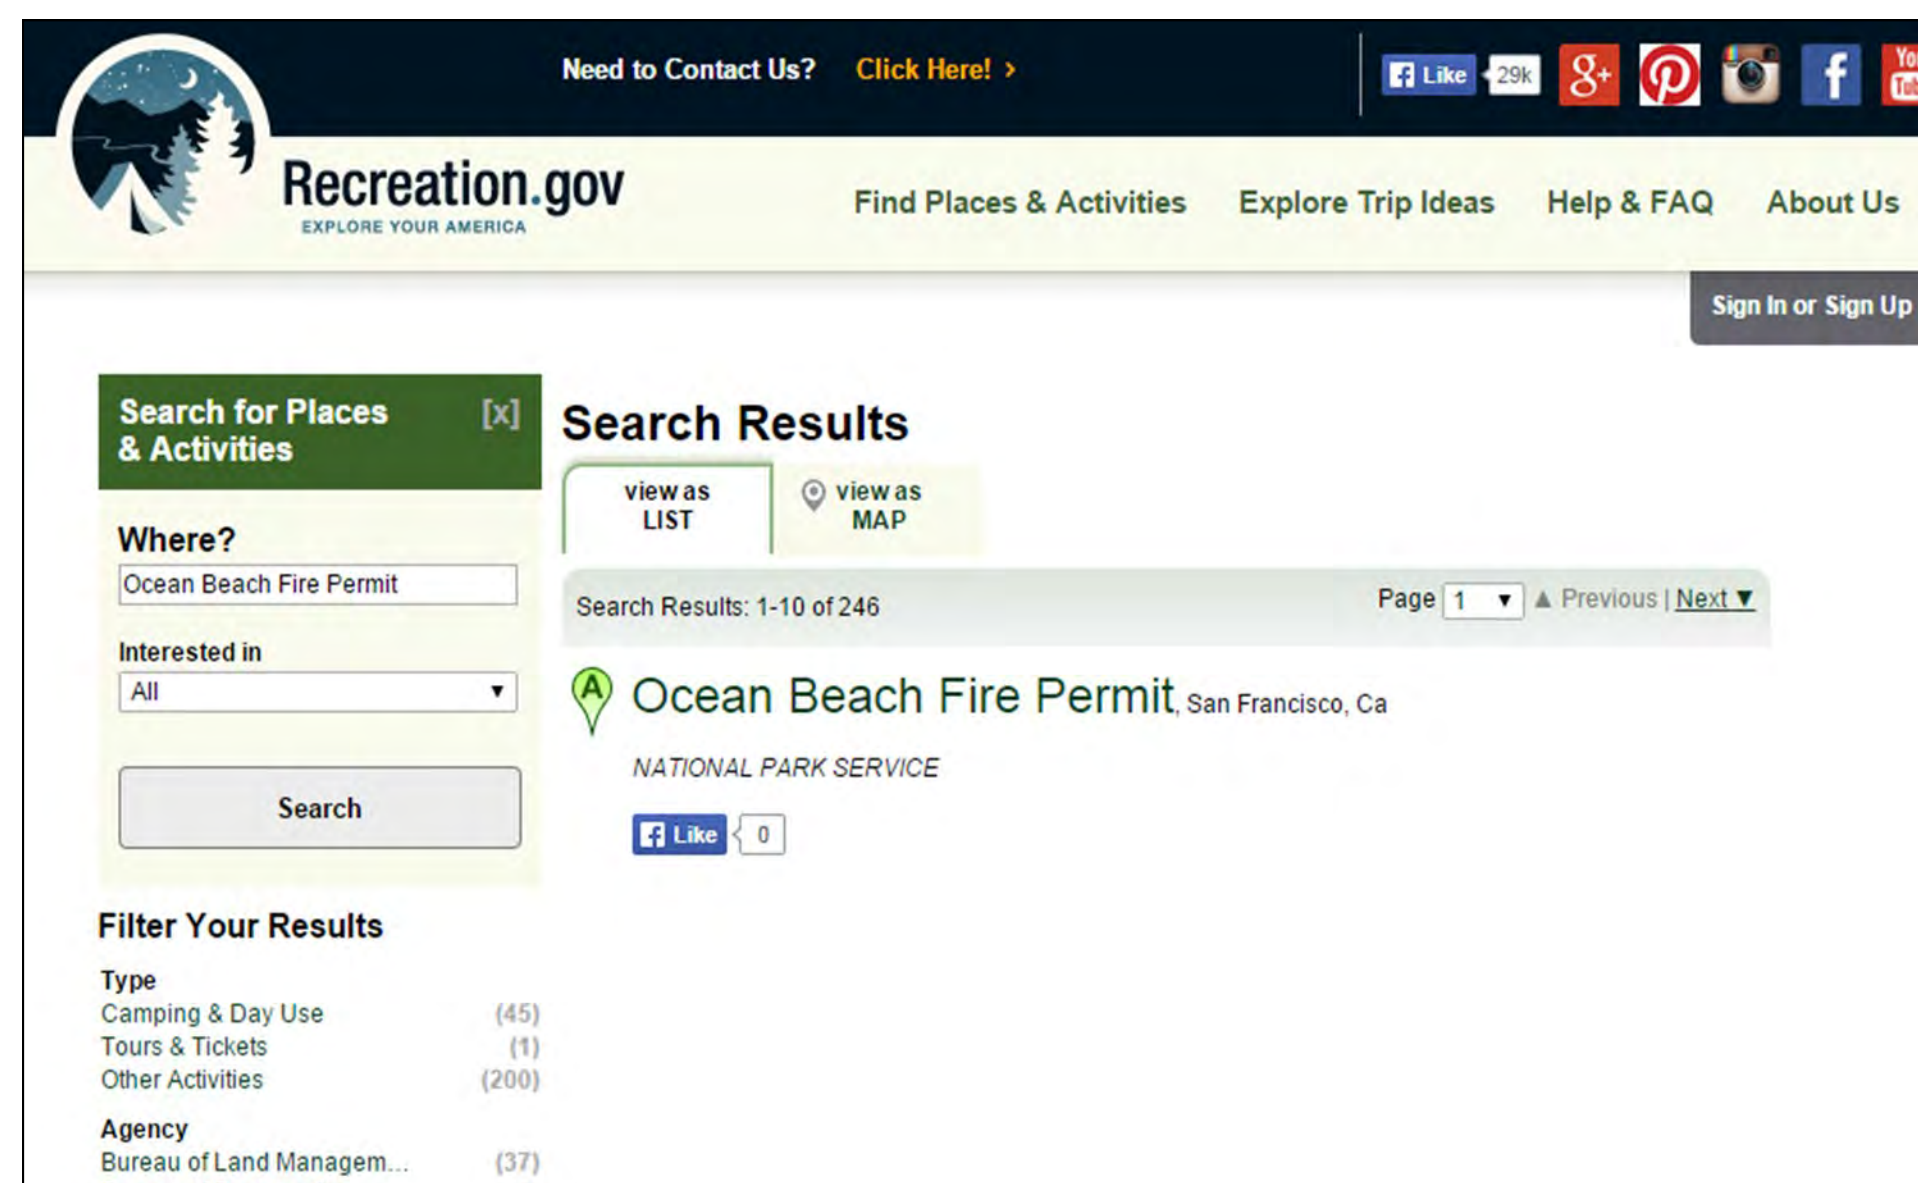 Need to Contact Us? Click Here! >
Like 29k
Recreation.gov
EXPLORE YOUR AMERICA
Find Places & Activities Explore Trip Ideas Help & FAQ About Us
Sign In or Sign Up
Search for Places [x]
& Activities
Where?
Ocean Beach Fire Permit
Interested in
All
Search
Filter Your Results
Type
Camping & Day Use (45)
Tours & Tickets (1)
Other Activities (200)
Agency
Bureau of Land Managem... (37)
Search Results
view as
LIST
view as
MAP
Search Results: 1-10 of 246
Page 1 ▼ ▲ Previous | Next ▼
A Ocean Beach Fire Permit, San Francisco, Ca
NATIONAL PARK SERVICE
Like 0